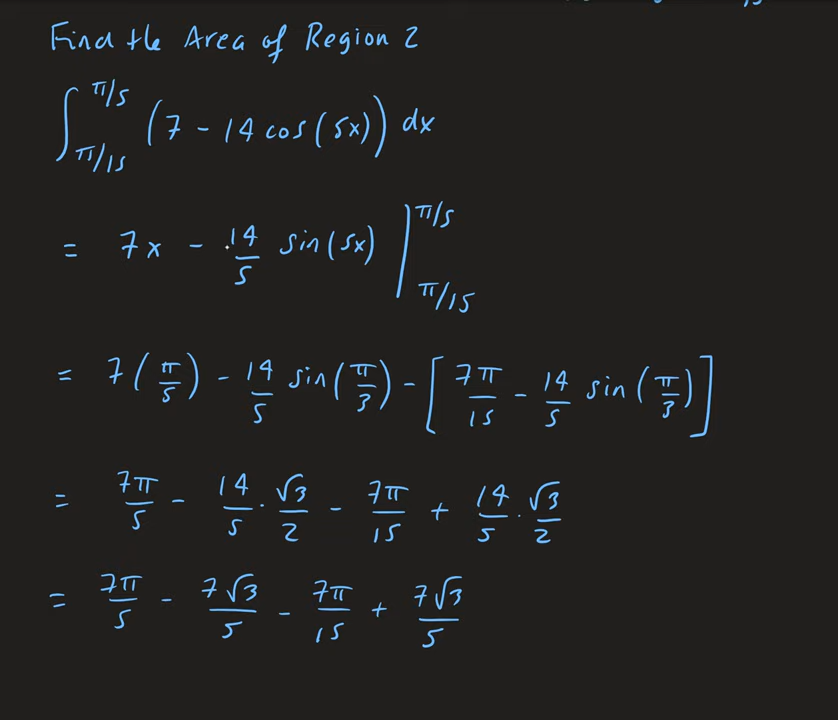 Find the Area of Region 2
∫_{π/15}^{π/5} (7 - 14 cos(5x)) dx
= 7x - 14/5 sin(5x) |_{π/15}^{π/5}
= 7(π/5) - 14/5 sin(π/3) - [7π/15 - 14/5 sin(π/3)]
= 7π/5 - 14/5 · √3/2 - 7π/15 + 14/5 · √3/2
= 7π/5 - 7√3/5 - 7π/15 + 7√3/5